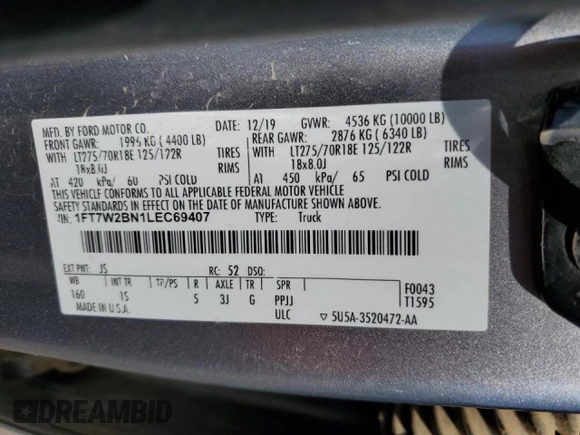 MFD. BY FORD MOTOR CO.
DATE: 12/19 GVWR: 4536 KG (10000 LB)
FRONT GAWR: 1996 KG (4400 LB) REAR GAWR: 2876 KG (6340 LB)
WITH LT275/70R18E 125/122R TIRES WITH LT275/70R18E 125/122R TIRES
18x8.0J RIMS 18x8.0J RIMS
AT 420 kPa/ 60 PSI COLD AT 450 kPa/ 65 PSI COLD
THIS VEHICLE CONFORMS TO ALL APPLICABLE FEDERAL MOTOR VEHICLE
SAFETY STANDARDS IN EFFECT ON THE DATE OF MANUFACTURE SHOWN ABOVE.
VIN: 1FT7W2BN1LEC69407 TYPE: Truck
EXT PNT: JS RC: 52 DSO:
WB INT TR TP/PS R AXLE TR SPR F0043
160 1S 5 3J G PPJJ T1595
MADE IN U.S.A. ULC ▽ 5U5A-3520472-AA
DREAMBID